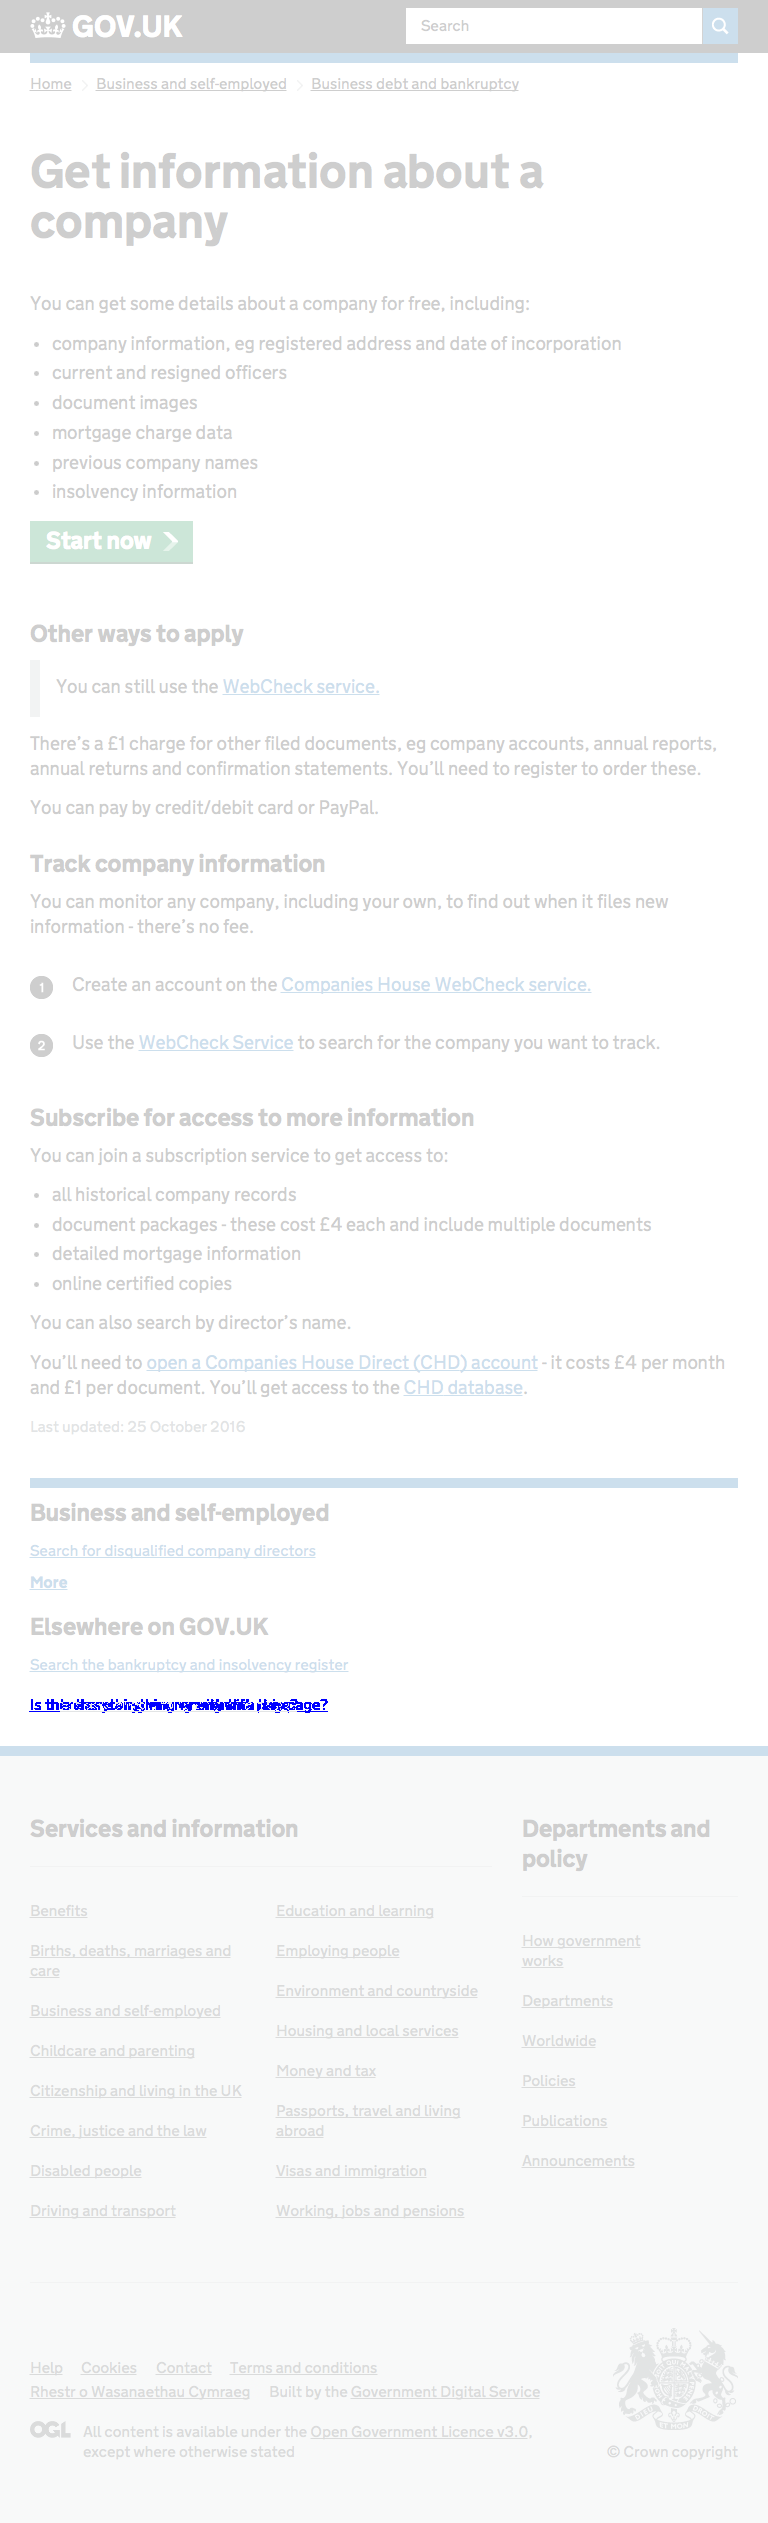 GOV.UK
Search
Home
Business and self-employed
Business debt and bankruptcy
Get information about a
company
You can get some details about a company for free, including:
• company information, eg registered address and date of incorporation
• current and resigned officers
• document images
• mortgage charge data
• previous company names
• insolvency information
Start now
Other ways to apply
You can still use the WebCheck service.
There’s a £1 charge for other filed documents, eg company accounts, annual reports,
annual returns and confirmation statements. You’ll need to register to order these.
You can pay by credit/debit card or PayPal.
Track company information
You can monitor any company, including your own, to find out when it files new
information - there’s no fee.
1 Create an account on the Companies House WebCheck service.
2 Use the WebCheck Service to search for the company you want to track.
Subscribe for access to more information
You can join a subscription service to get access to:
• all historical company records
• document packages - these cost £4 each and include multiple documents
• detailed mortgage information
• online certified copies
You can also search by director’s name.
You’ll need to open a Companies House Direct (CHD) account - it costs £4 per month
and £1 per document. You’ll get access to the CHD database.
Last updated: 25 October 2016
Business and self-employed
Search for disqualified company directors
More
Elsewhere on GOV.UK
Search the bankruptcy and insolvency register
Services and information
Benefits
Births, deaths, marriages and
care
Business and self-employed
Childcare and parenting
Citizenship and living in the UK
Crime, justice and the law
Disabled people
Driving and transport
Education and learning
Employing people
Environment and countryside
Housing and local services
Money and tax
Passports, travel and living
abroad
Visas and immigration
Working, jobs and pensions
Departments and
policy
How government
works
Departments
Worldwide
Policies
Publications
Announcements
Help Cookies Contact Terms and conditions
Rhestr o Wasanaethau Cymraeg Built by the Government Digital Service
OGL All content is available under the Open Government Licence v3.0,
except where otherwise stated
© Crown copyright